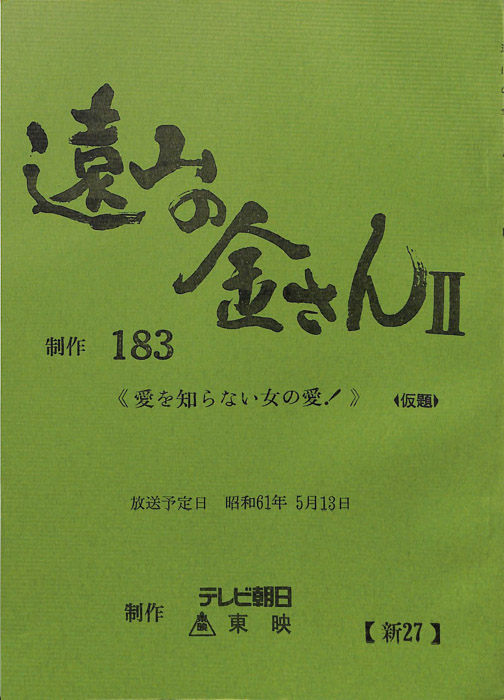 遠山の金さんII
制作 183
《愛を知らない女の愛!》 《仮題》
放送予定日 昭和61年 5月13日
制作 テレビ朝日
東映 東映
【新27】